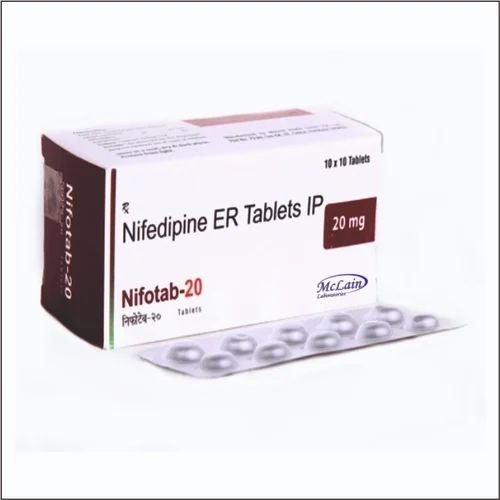 10 x 10 Tablets
Nifotab-20
℞
Nifedipine ER Tablets IP
20 mg
Nifotab-20
Tablets
निफोटेब-२०
McLain
Laboratories